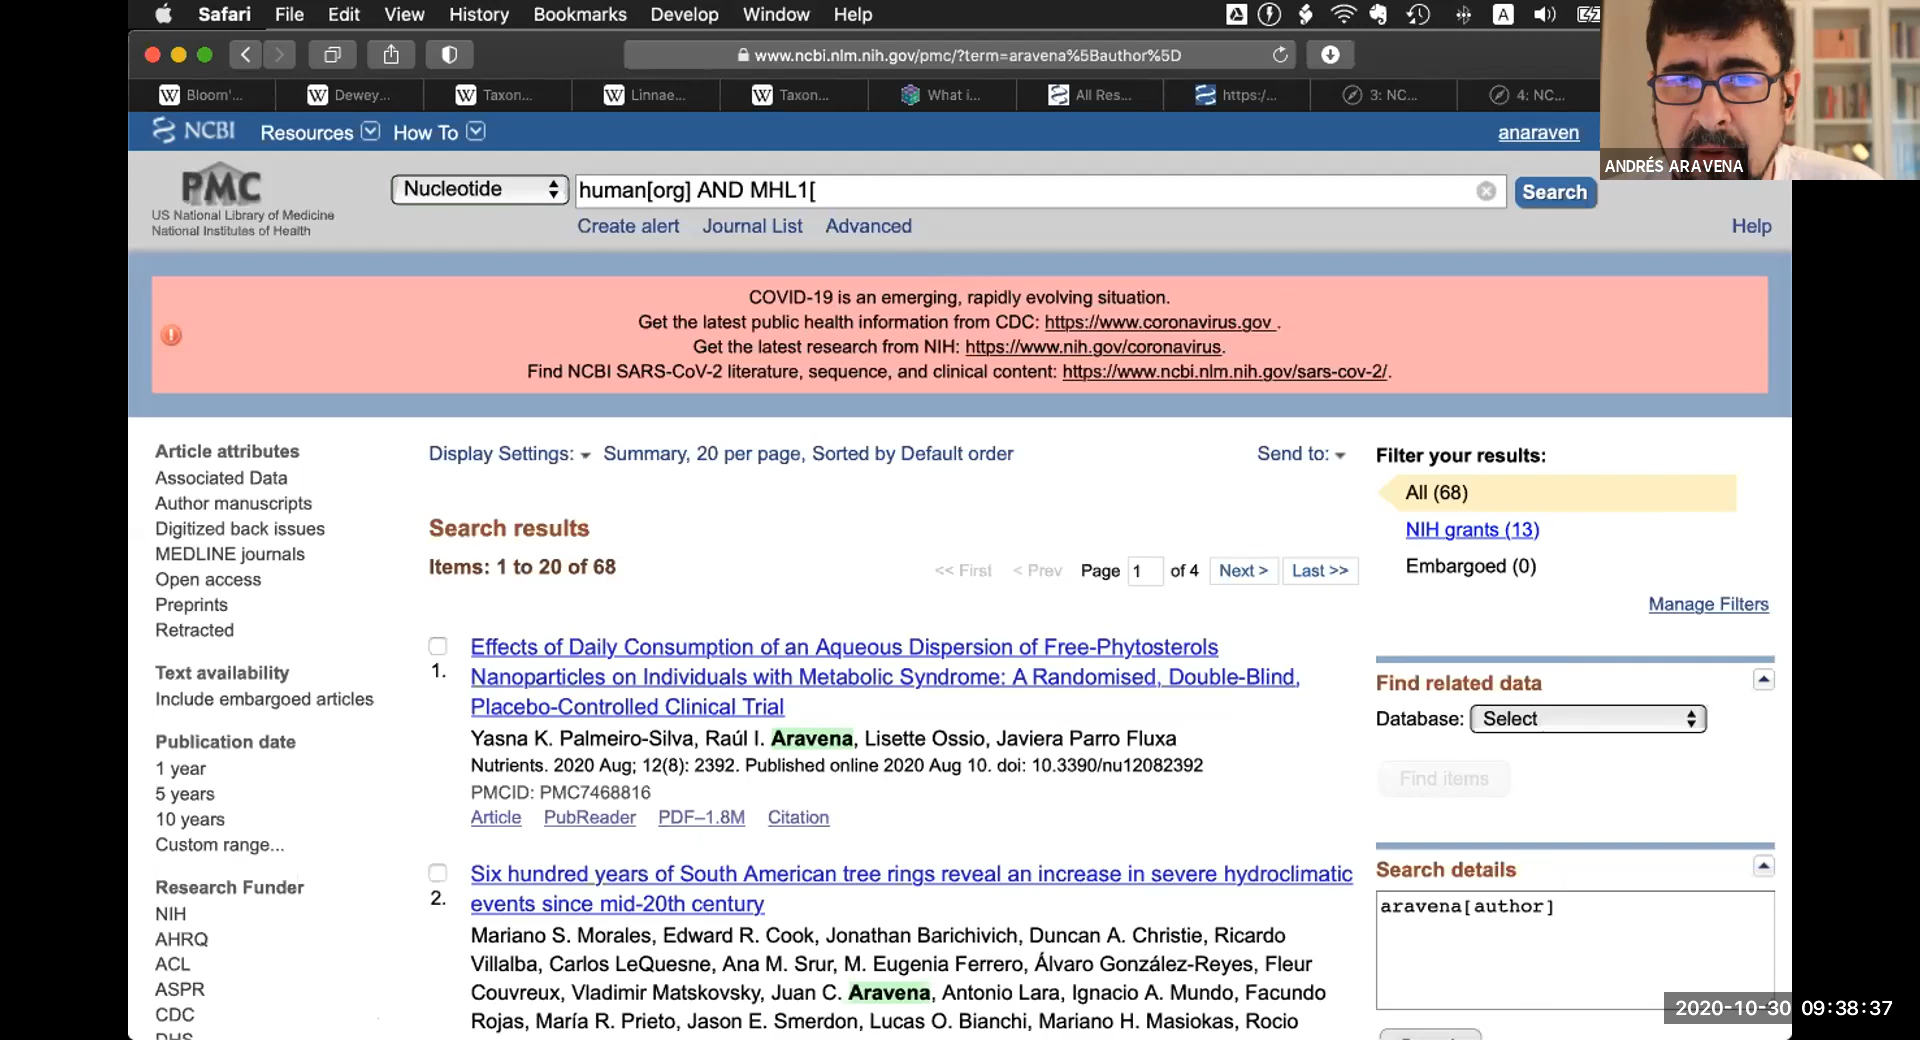 Safari File Edit View History Bookmarks Develop Window Help
A
www.ncbi.nlm.nih.gov/pmc/?term=aravena%5Bauthor%5D
W Bloom'... W Dewey... W Taxon... W Linnae... W Taxon... What i... All Res... https:/... 3: NC... 4: NC...
NCBI Resources How To anaraven
ANDRÉS ARAVENA
PMC
US National Library of Medicine
National Institutes of Health
Nucleotide human[org] AND MHL1[ Search
Create alert Journal List Advanced Help
COVID-19 is an emerging, rapidly evolving situation.
Get the latest public health information from CDC: https://www.coronavirus.gov .
Get the latest research from NIH: https://www.nih.gov/coronavirus.
Find NCBI SARS-CoV-2 literature, sequence, and clinical content: https://www.ncbi.nlm.nih.gov/sars-cov-2/.
Article attributes
Associated Data
Author manuscripts
Digitized back issues
MEDLINE journals
Open access
Preprints
Retracted
Text availability
Include embargoed articles
Publication date
1 year
5 years
10 years
Custom range...
Research Funder
NIH
AHRQ
ACL
ASPR
CDC
DHS
Display Settings: Summary, 20 per page, Sorted by Default order Send to:
Search results
Items: 1 to 20 of 68
<< First < Prev Page 1 of 4 Next > Last >>
1. Effects of Daily Consumption of an Aqueous Dispersion of Free-Phytosterols
Nanoparticles on Individuals with Metabolic Syndrome: A Randomised, Double-Blind,
Placebo-Controlled Clinical Trial
Yasna K. Palmeiro-Silva, Raúl I. Aravena, Lisette Ossio, Javiera Parro Fluxa
Nutrients. 2020 Aug; 12(8): 2392. Published online 2020 Aug 10. doi: 10.3390/nu12082392
PMCID: PMC7468816
Article PubReader PDF–1.8M Citation
2. Six hundred years of South American tree rings reveal an increase in severe hydroclimatic
events since mid-20th century
Mariano S. Morales, Edward R. Cook, Jonathan Barichivich, Duncan A. Christie, Ricardo
Villalba, Carlos LeQuesne, Ana M. Srur, M. Eugenia Ferrero, Álvaro González-Reyes, Fleur
Couvreux, Vladimir Matskovsky, Juan C. Aravena, Antonio Lara, Ignacio A. Mundo, Facundo
Rojas, María R. Prieto, Jason E. Smerdon, Lucas O. Bianchi, Mariano H. Masiokas, Rocio
Filter your results:
All (68)
NIH grants (13)
Embargoed (0)
Manage Filters
Find related data
Database: Select
Find items
Search details
aravena[author]
2020-10-30 09:38:37